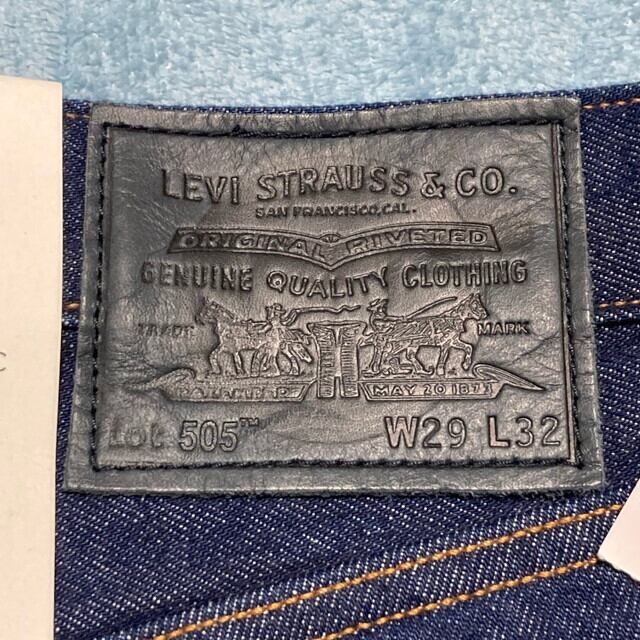 LEVI STRAUSS & CO.
SAN FRANCISCO, CAL.
ORIGINAL RIVETED
GENUINE QUALITY CLOTHING
TRADE MARK
MAY 20 1873
Lot 505™ W29 L32